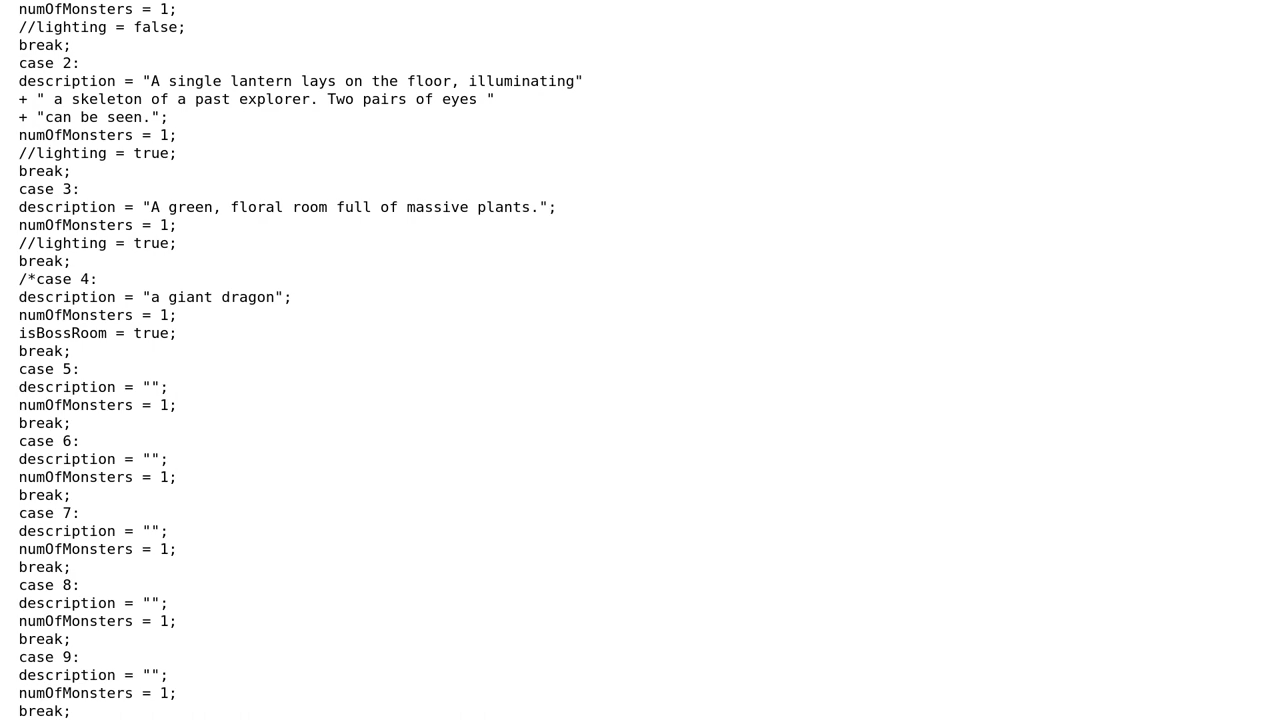 numOfMonsters = 1;
//lighting = false;
break;
case 2:
description = "A single lantern lays on the floor, illuminating"
+ " a skeleton of a past explorer. Two pairs of eyes "
+ "can be seen.";
numOfMonsters = 1;
//lighting = true;
break;
case 3:
description = "A green, floral room full of massive plants.";
numOfMonsters = 1;
//lighting = true;
break;
/*case 4:
description = "a giant dragon";
numOfMonsters = 1;
isBossRoom = true;
break;
case 5:
description = "";
numOfMonsters = 1;
break;
case 6:
description = "";
numOfMonsters = 1;
break;
case 7:
description = "";
numOfMonsters = 1;
break;
case 8:
description = "";
numOfMonsters = 1;
break;
case 9:
description = "";
numOfMonsters = 1;
break;